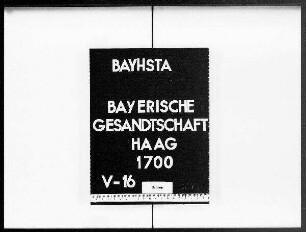 BAYHSTA
BAYERISCHE
GESANDTSCHAFT
HAAG
1700
V-16